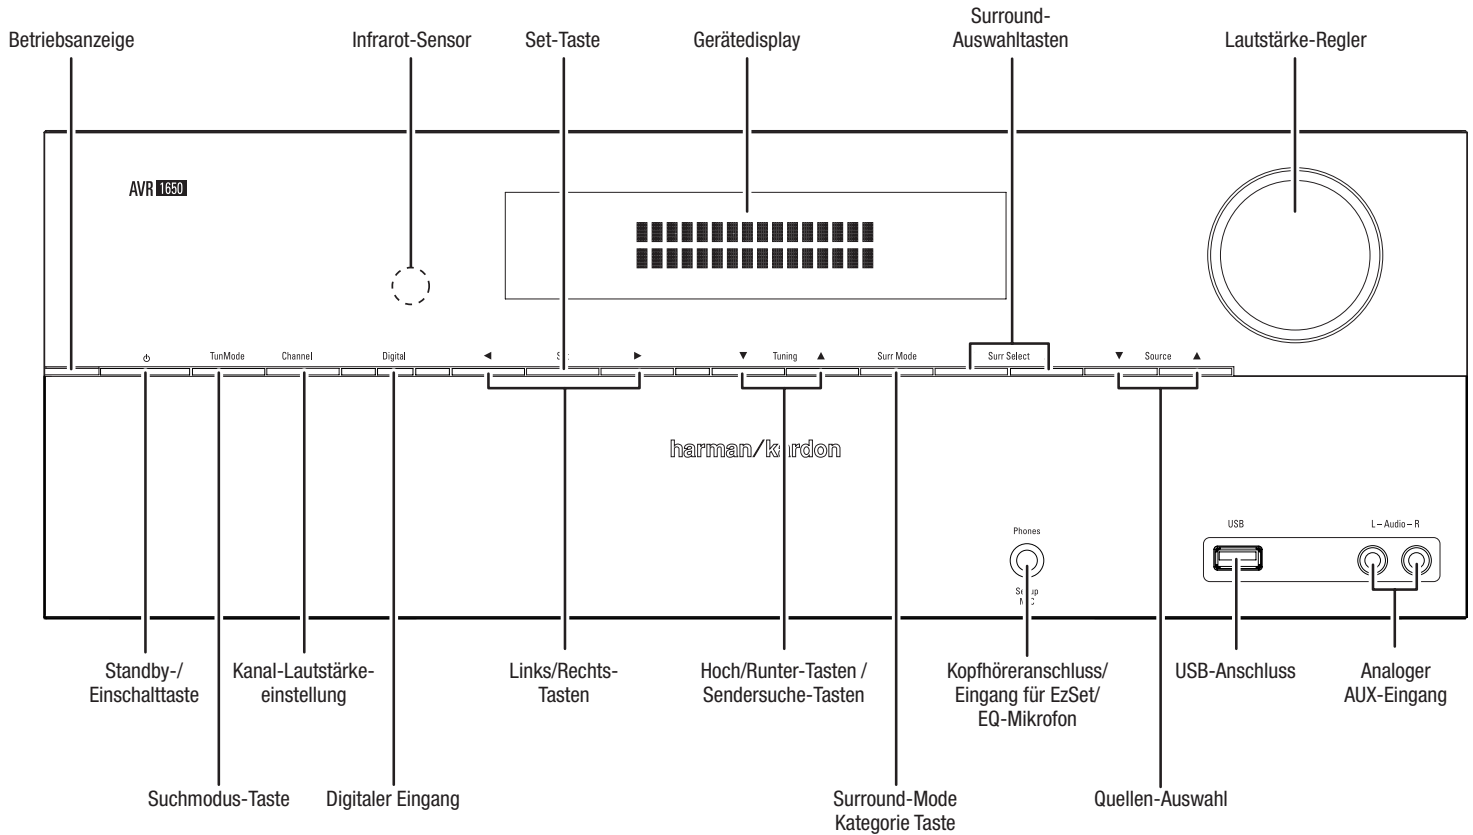 Surround-
Auswahltasten
Betriebsanzeige
Infrarot-Sensor
Set-Taste
Gerätedisplay
Lautstärke-Regler
AVR 1650
TunMode
Channel
Digital
Tuning
Surr Mode
Surr Select
Source
harman/kardon
Phones
USB
L – Audio – R
Standby-/
Einschalttaste
Kanal-Lautstärke-
einstellung
Links/Rechts-
Tasten
Hoch/Runter-Tasten /
Sendersuche-Tasten
Kopfhöreranschluss/
Eingang für EzSet/
EQ-Mikrofon
USB-Anschluss
Analoger
AUX-Eingang
Suchmodus-Taste
Digitaler Eingang
Surround-Mode
Kategorie Taste
Quellen-Auswahl